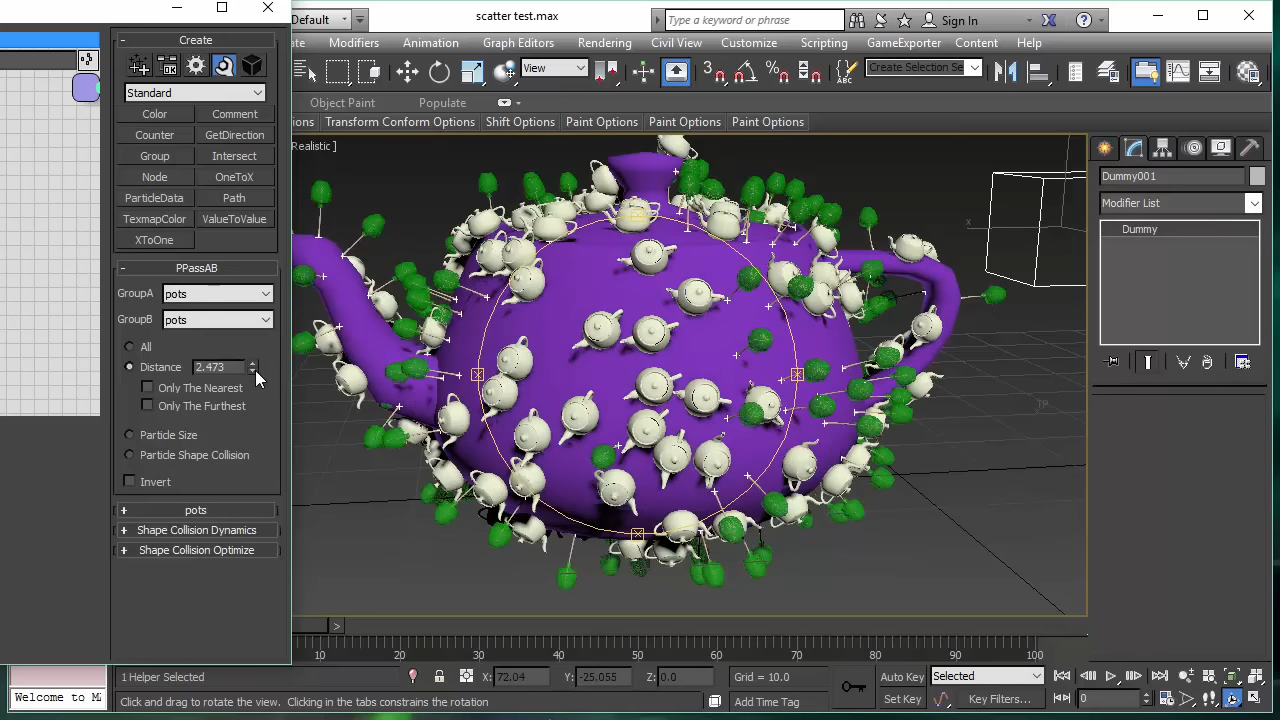 Default
scatter test.max
Type a keyword or phrase
Sign In
Modifiers
Animation
Graph Editors
Rendering
Civil View
Customize
Scripting
GameExporter
Content
Help
View
Create Selection Se
Object Paint
Populate
Transform Conform Options
Shift Options
Paint Options
Paint Options
Paint Options
Realistic ]
- Create
Standard
Color
Comment
Counter
GetDirection
Group
Intersect
Node
OneToX
ParticleData
Path
TexmapColor
ValueToValue
XToOne
- PPassAB
GroupA pots
GroupB pots
All
Distance 2.473
Only The Nearest
Only The Furthest
Particle Size
Particle Shape Collision
Invert
+ pots
+ Shape Collision Dynamics
+ Shape Collision Optimize
Dummy001
Modifier List
Dummy
x
>
10 20 30 40 50 60 70 80 90 100
1 Helper Selected
X: 72.04
Y: -25.055
Z: 0.0
Grid = 10.0
Auto Key
Selected
Welcome to M
Click and drag to rotate the view. Clicking in the tabs constrains the rotation
Add Time Tag
Set Key
Key Filters...
0